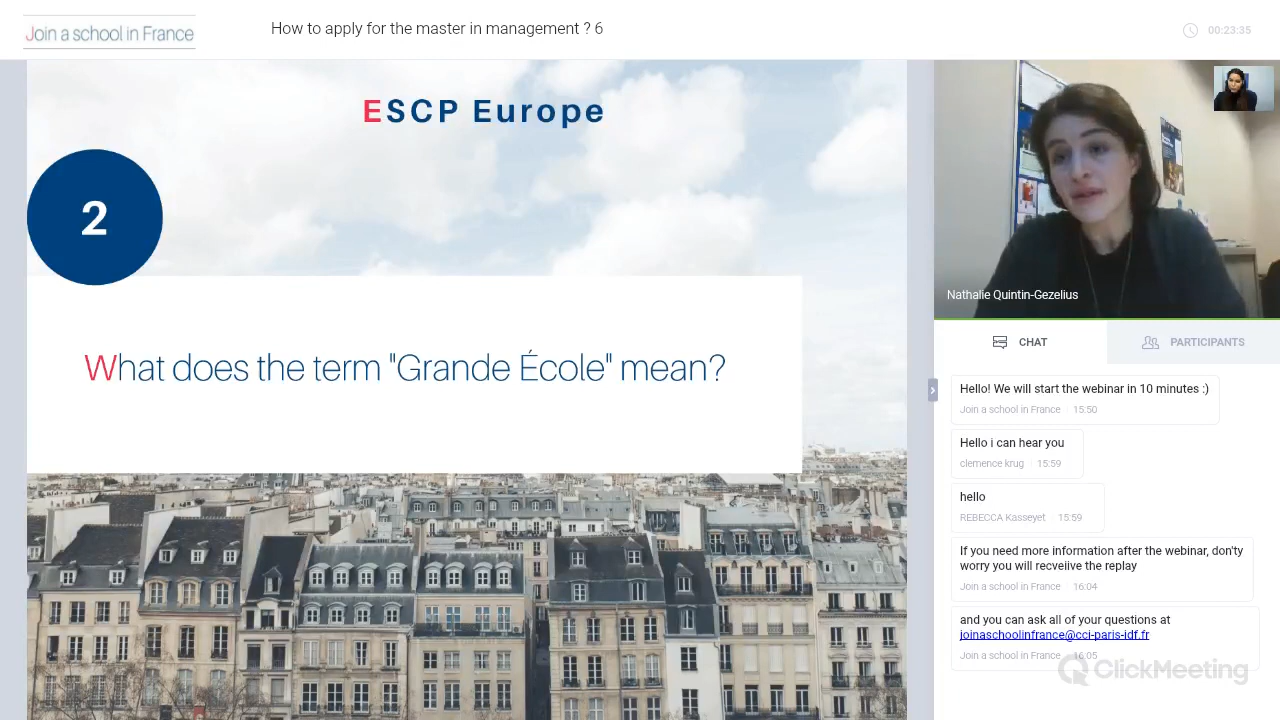 Join a school in France
How to apply for the master in management ? 6
00:23:35
ESCP Europe
2
What does the term "Grande École" mean?
Nathalie Quintin-Gezelius
CHAT
PARTICIPANTS
Hello! We will start the webinar in 10 minutes :)
Join a school in France 15:50
Hello i can hear you
clemence krug 15:59
hello
REBECCA Kasseyet 15:59
If you need more information after the webinar, don'ty
worry you will recveiive the replay
Join a school in France 16:04
and you can ask all of your questions at
joinaschoolinfrance@cci-paris-idf.fr
Join a school in France 16:05
ClickMeeting